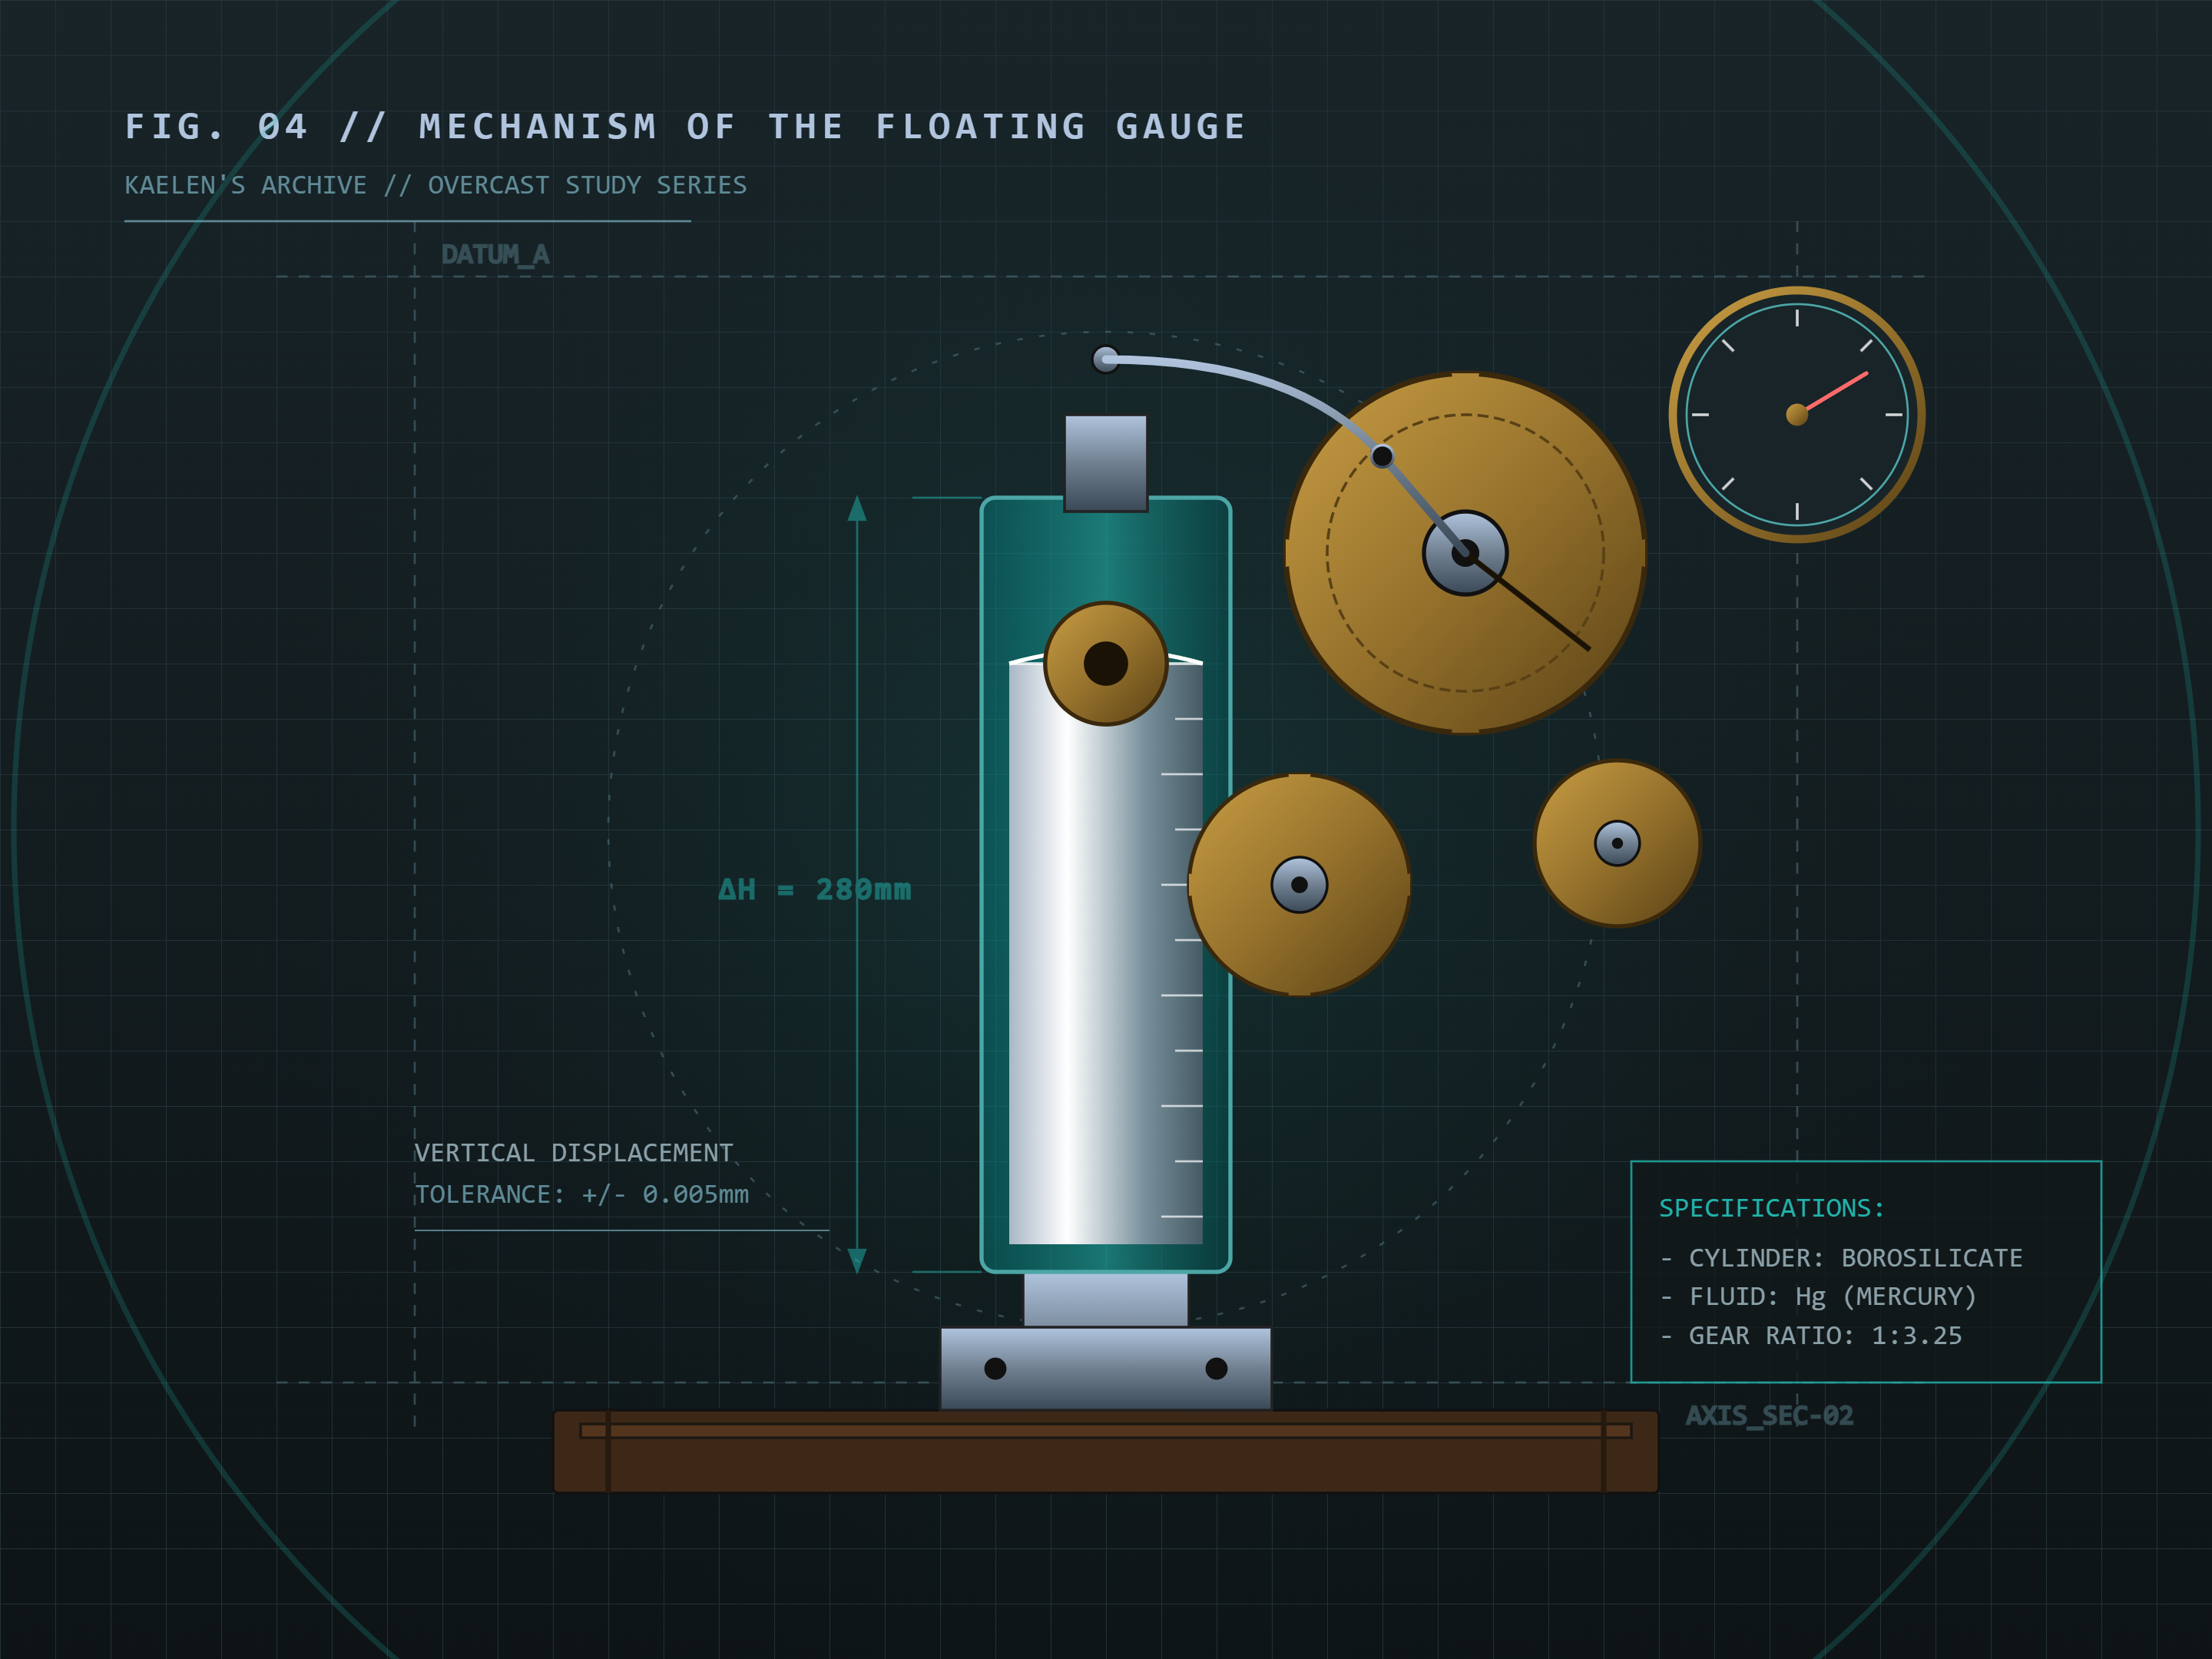 FIG. 04 // MECHANISM OF THE FLOATING GAUGE
KAELEN'S ARCHIVE // OVERCAST STUDY SERIES
DATUM_A
ΔH = 280mm
VERTICAL DISPLACEMENT
TOLERANCE: +/- 0.005mm
SPECIFICATIONS:
- CYLINDER: BOROSILICATE
- FLUID: Hg (MERCURY)
- GEAR RATIO: 1:3.25
AXIS_SEC-02